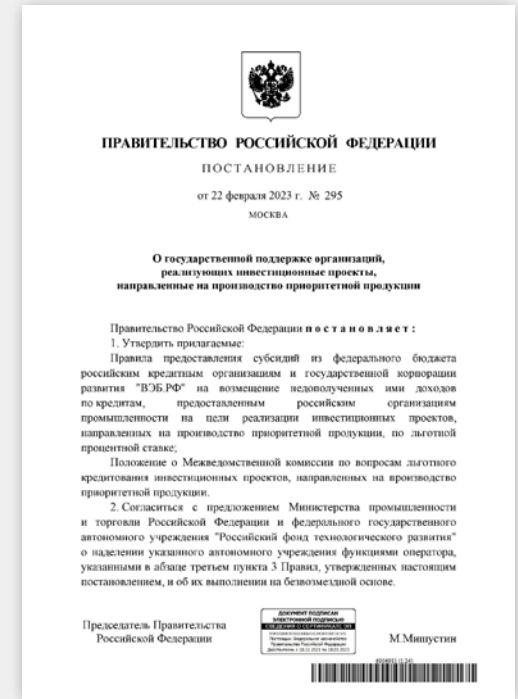 ПРАВИТЕЛЬСТВО РОССИЙСКОЙ ФЕДЕРАЦИИ
ПОСТАНОВЛЕНИЕ
от 22 февраля 2023 г. № 295
МОСКВА
О государственной поддержке организаций,
реализующих инвестиционные проекты,
направленные на производство приоритетной продукции
Правительство Российской Федерации постановляет:
1. Утвердить прилагаемые:
Правила предоставления субсидий из федерального бюджета
российским кредитным организациям и государственной корпорации
развития "ВЭБ.РФ" на возмещение недополученных ими доходов
по кредитам, предоставленным российским организациям
промышленности на цели реализации инвестиционных проектов,
направленных на производство приоритетной продукции, по льготной
процентной ставке;
Положение о Межведомственной комиссии по вопросам льготного
кредитования инвестиционных проектов, направленных на производство
приоритетной продукции.
2. Согласиться с предложением Министерства промышленности
и торговли Российской Федерации и федерального государственного
автономного учреждения "Российский фонд технологического развития"
о наделении указанного автономного учреждения функциями оператора,
указанными в абзаце третьем пункта 3 Правил, утвержденных настоящим
постановлением, и об их выполнении на безвозмездной основе.
Председатель Правительства
Российской Федерации
ДОКУМЕНТ ПОДПИСАН
ЭЛЕКТРОННОЙ ПОДПИСЬЮ
СВЕДЕНИЯ О СЕРТИФИКАТЕ ЭП
М.Мишустин